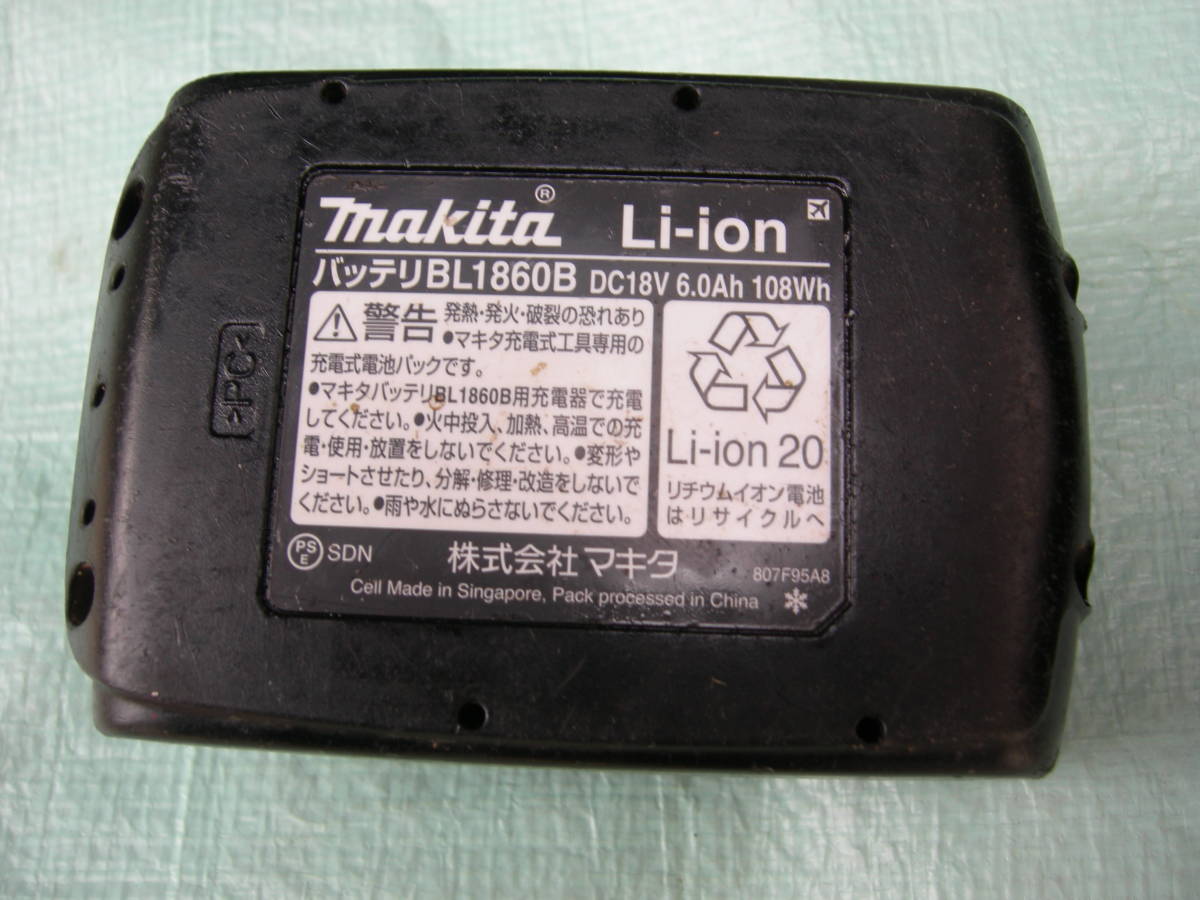 makita® Li-ion
バッテリBL1860B DC18V 6.0Ah 108Wh
警告 発熱・発火・破裂の恐れあり
●マキタ充電式工具専用の
充電式電池パックです。
●マキタバッテリBL1860B用充電器で充電
してください。●火中投入、加熱、高温での充
電・使用・放置をしないでください。●変形や
ショートさせたり、分解・修理・改造をしないで
ください。●雨や水にぬらさないでください。
Li-ion 20
リチウムイオン電池
はリサイクルへ
PS
E SDN 株式会社 マキタ 807F95A8
Cell Made in Singapore, Pack processed in China
>PC<